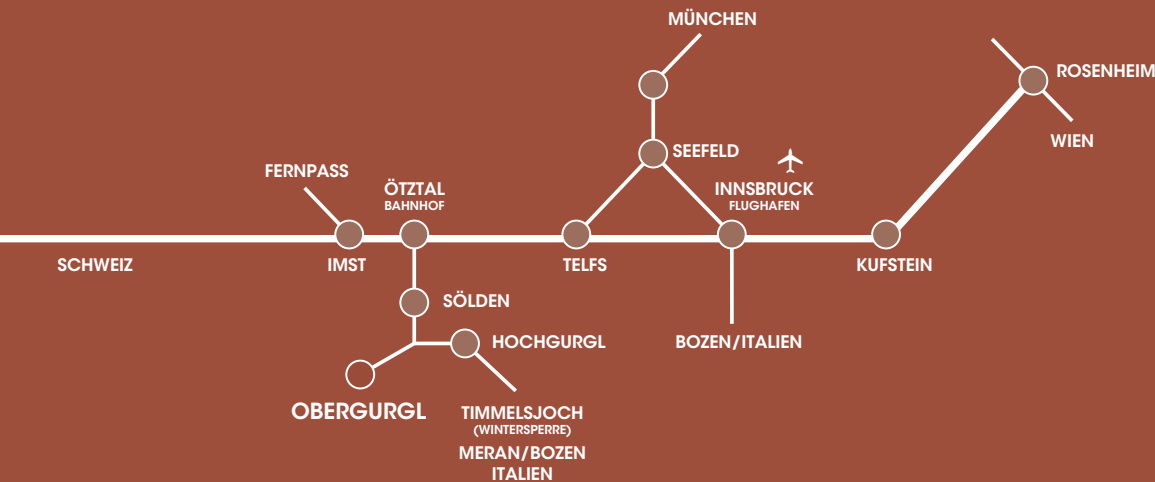 MÜNCHEN
ROSENHEIM
WIEN
SEEFELD
FERNPASS
ÖTZTAL
BAHNHOF
INNSBRUCK
FLUGHAFEN
SCHWEIZ
IMST
TELFS
KUFSTEIN
SÖLDEN
HOCHGURGL
BOZEN/ITALIEN
OBERGURGL
TIMMELSJOCH
(WINTERSPERRE)
MERAN/BOZEN
ITALIEN